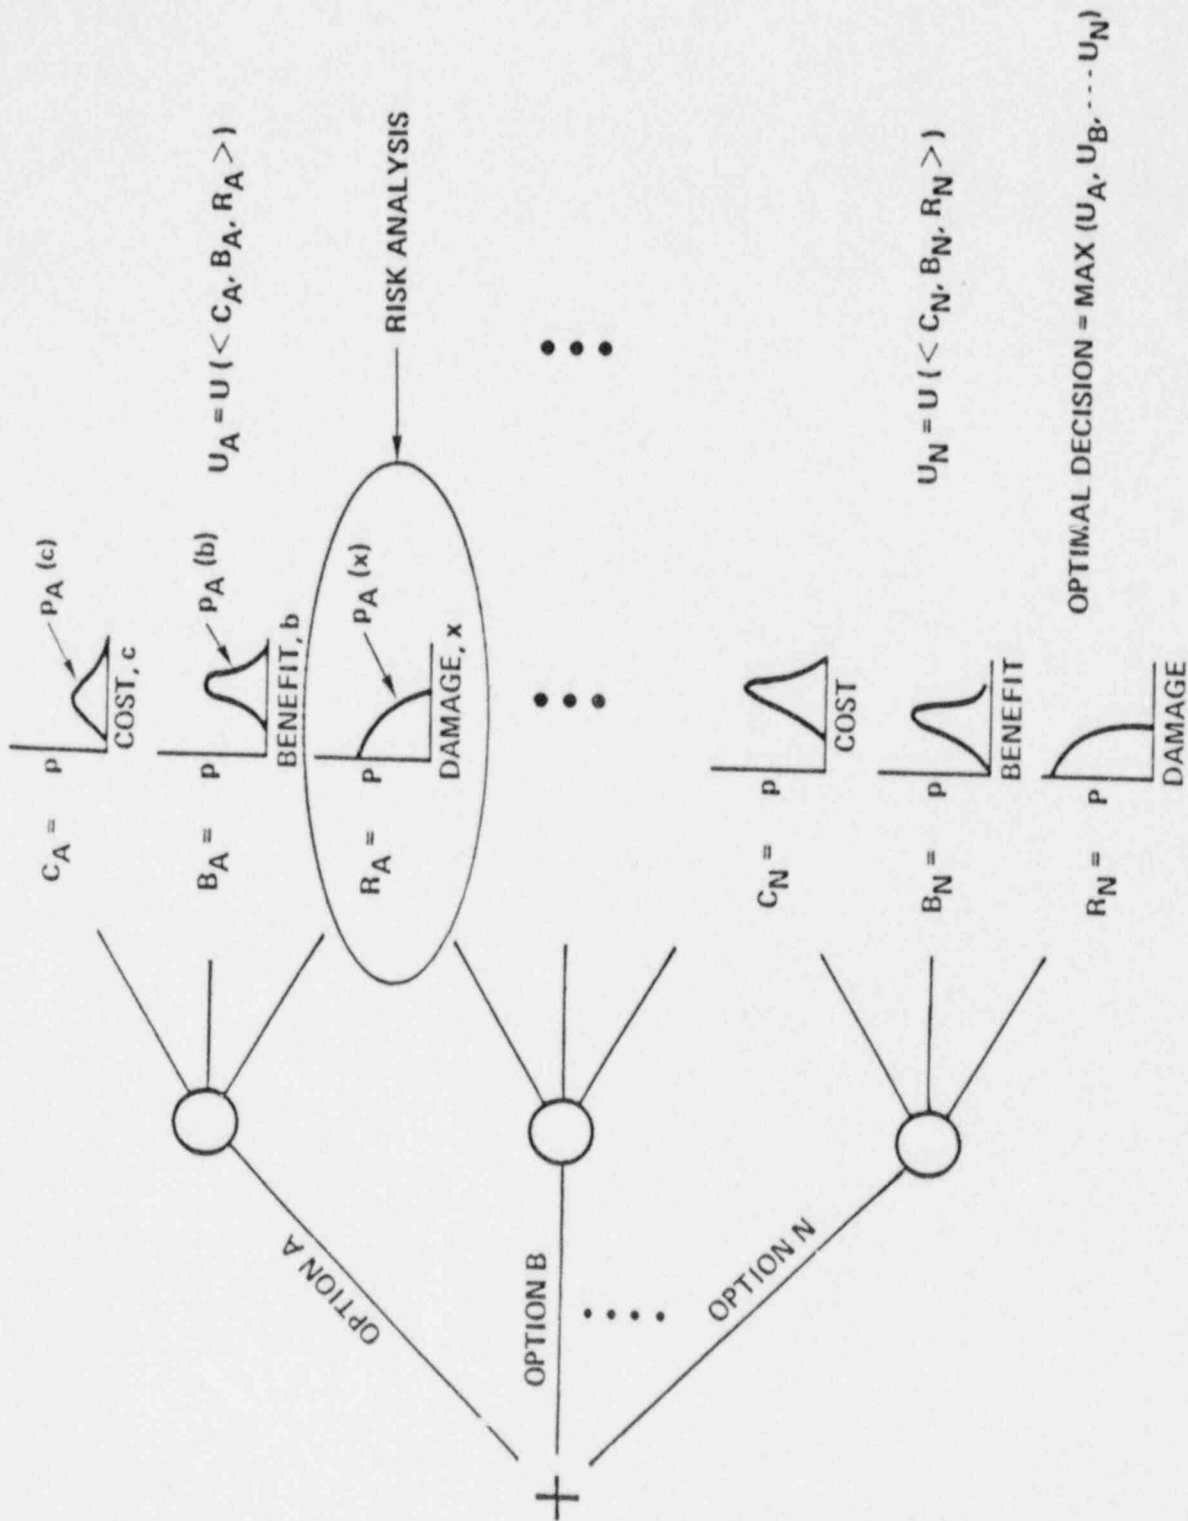 OPTION A
OPTION B
OPTION N
C_A =
P
COST, c
p_A (c)
B_A =
p
BENEFIT, b
p_A (b)
U_A = U (< C_A, B_A, R_A >)
R_A =
P
DAMAGE, x
p_A (x)
RISK ANALYSIS
C_N =
p
COST
B_N =
p
BENEFIT
U_N = U (< C_N, B_N, R_N >)
R_N =
P
DAMAGE
OPTIMAL DECISION = MAX (U_A, U_B, ---- U_N)